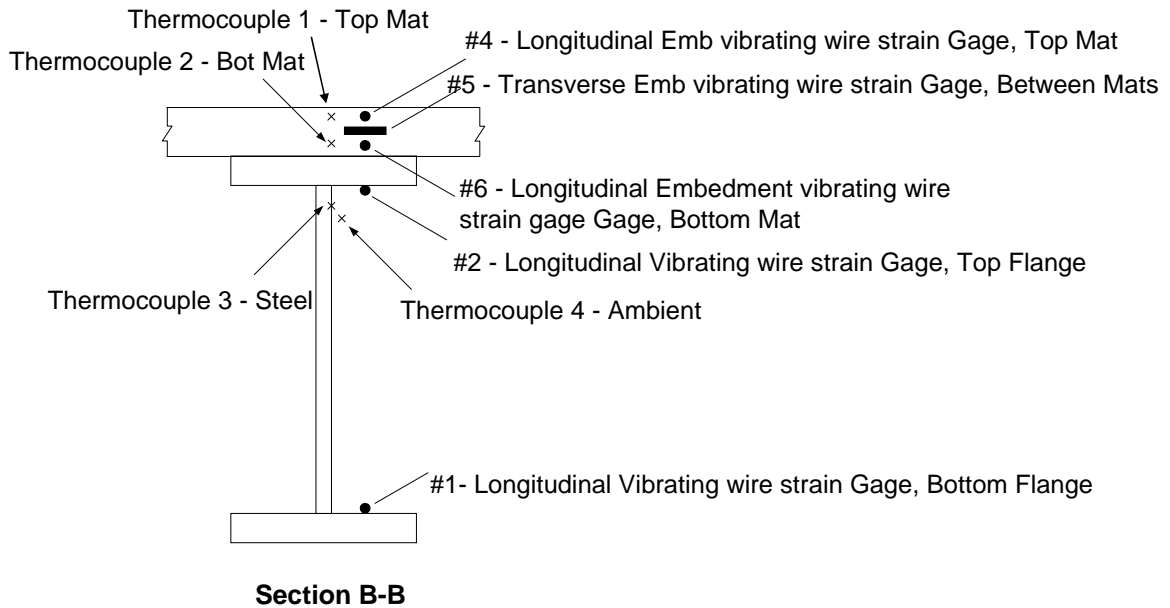 Thermocouple 1 - Top Mat
#4 - Longitudinal Emb vibrating wire strain Gage, Top Mat
Thermocouple 2 - Bot Mat
#5 - Transverse Emb vibrating wire strain Gage, Between Mats
#6 - Longitudinal Embedment vibrating wire
strain gage Gage, Bottom Mat
#2 - Longitudinal Vibrating wire strain Gage, Top Flange
Thermocouple 3 - Steel
Thermocouple 4 - Ambient
#1- Longitudinal Vibrating wire strain Gage, Bottom Flange
Section B-B